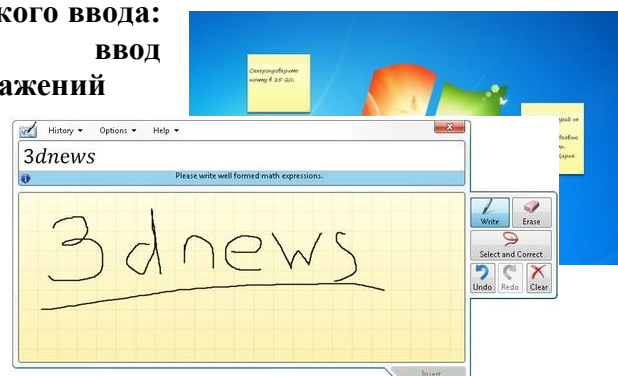 кого ввода:
ввод
ажений
History Options Help
3dnews
Please write well formed math expressions.
3dnews
Write Erase
Select and Correct
Undo Redo Clear
Insert